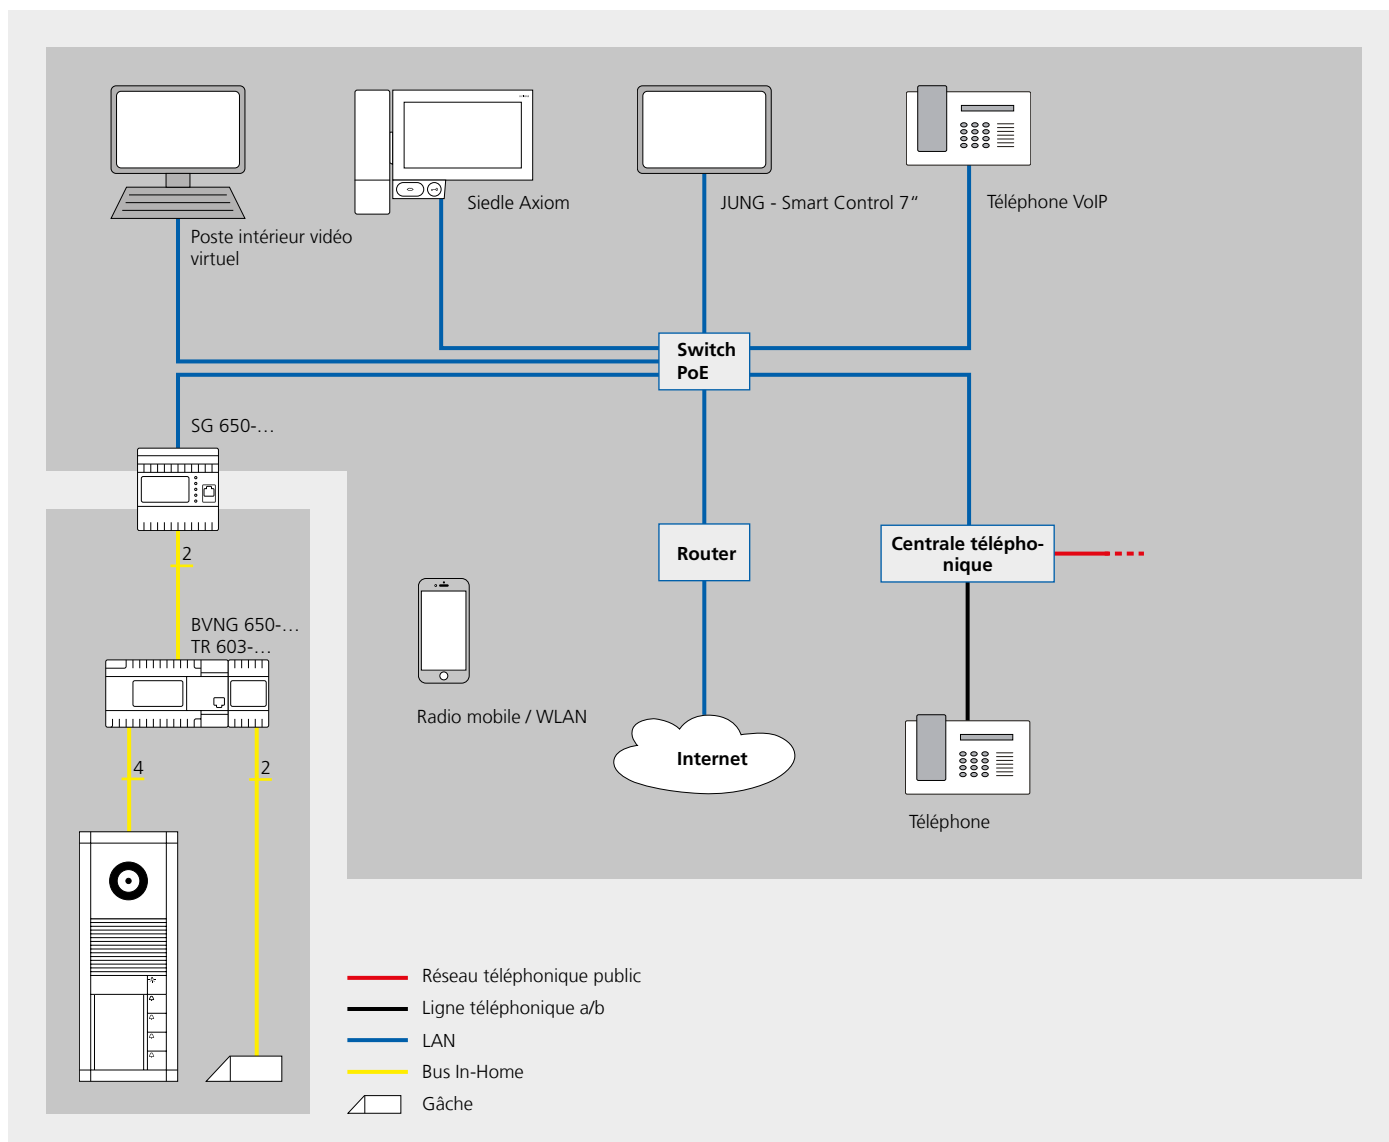 Poste intérieur vidéo
virtuel
Siedle Axiom
JUNG - Smart Control 7“
Téléphone VoIP
Switch
PoE
SG 650-…
2
BVNG 650-…
TR 603-…
4
2
Router
Centrale télépho-
nique
Radio mobile / WLAN
Internet
Téléphone
Réseau téléphonique public
Ligne téléphonique a/b
LAN
Bus In-Home
Gâche